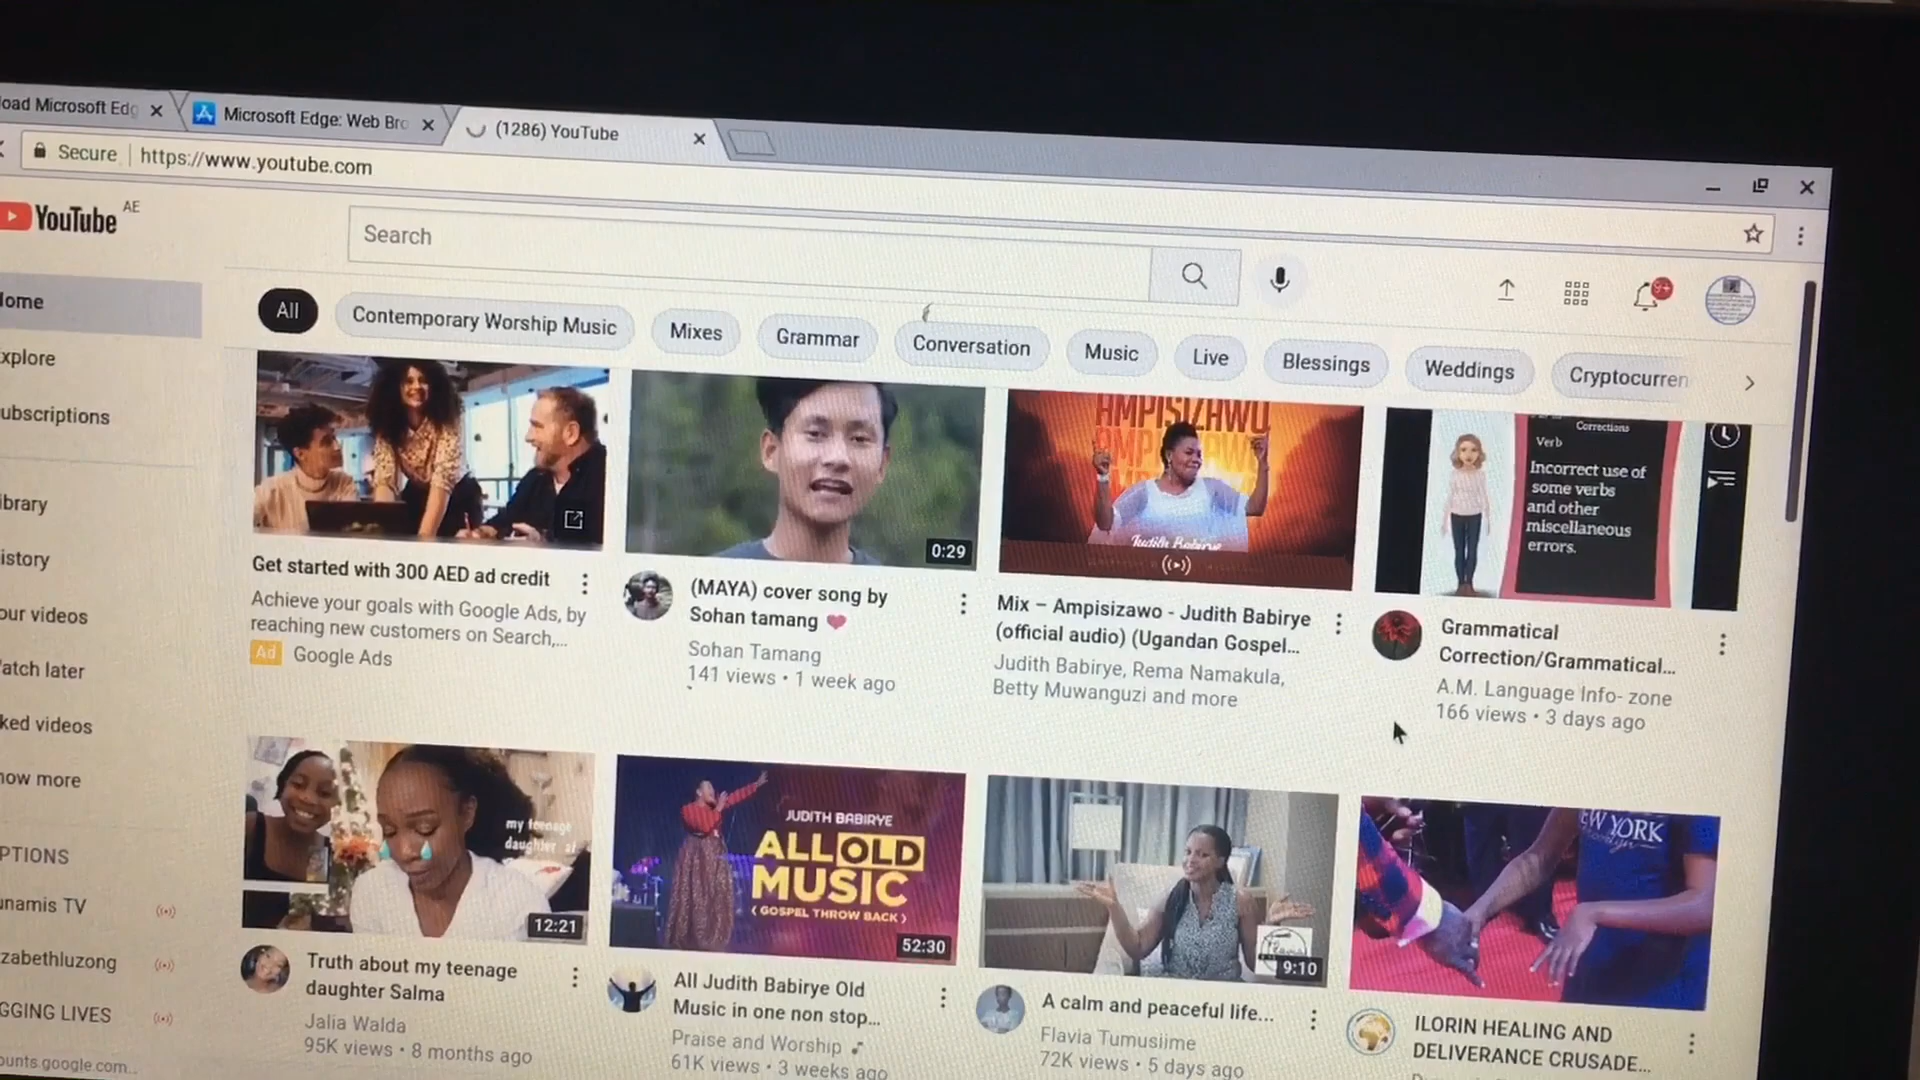 oad Microsoft Edg
Microsoft Edge: Web Bro
(1286) YouTube
Secure
https://www.youtube.com
YouTube AE
Search
9+
ome
xplore
ubscriptions
ibrary
istory
our videos
atch later
ked videos
how more
PTIONS
unamis TV
zabethluzong
GGING LIVES
ounts.google.com...
All
Contemporary Worship Music
Mixes
Grammar
Conversation
Music
Live
Blessings
Weddings
Cryptocurren
Get started with 300 AED ad credit
Achieve your goals with Google Ads, by
reaching new customers on Search,...
Ad Google Ads
0:29
(MAYA) cover song by
Sohan tamang ❤
Sohan Tamang
141 views • 1 week ago
AMPISIZAWO
Judith Babirye
Mix – Ampisizawo - Judith Babirye
(official audio) (Ugandan Gospel...
Judith Babirye, Rema Namakula,
Betty Muwanguzi and more
Corrections
Verb
Incorrect use of
some verbs
and other
miscellaneous
errors.
Grammatical
Correction/Grammatical...
A.M. Language Info- zone
166 views • 3 days ago
my teenage
daughter
12:21
Truth about my teenage
daughter Salma
Jalia Walda
95K views • 8 months ago
JUDITH BABIRYE
ALL OLD
MUSIC
( GOSPEL THROW BACK )
52:30
All Judith Babirye Old
Music in one non stop...
Praise and Worship
61K views • 3 weeks ago
9:10
A calm and peaceful life...
Flavia Tumusiime
72K views • 5 days ago
EW YORK
ILORIN HEALING AND
DELIVERANCE CRUSADE...